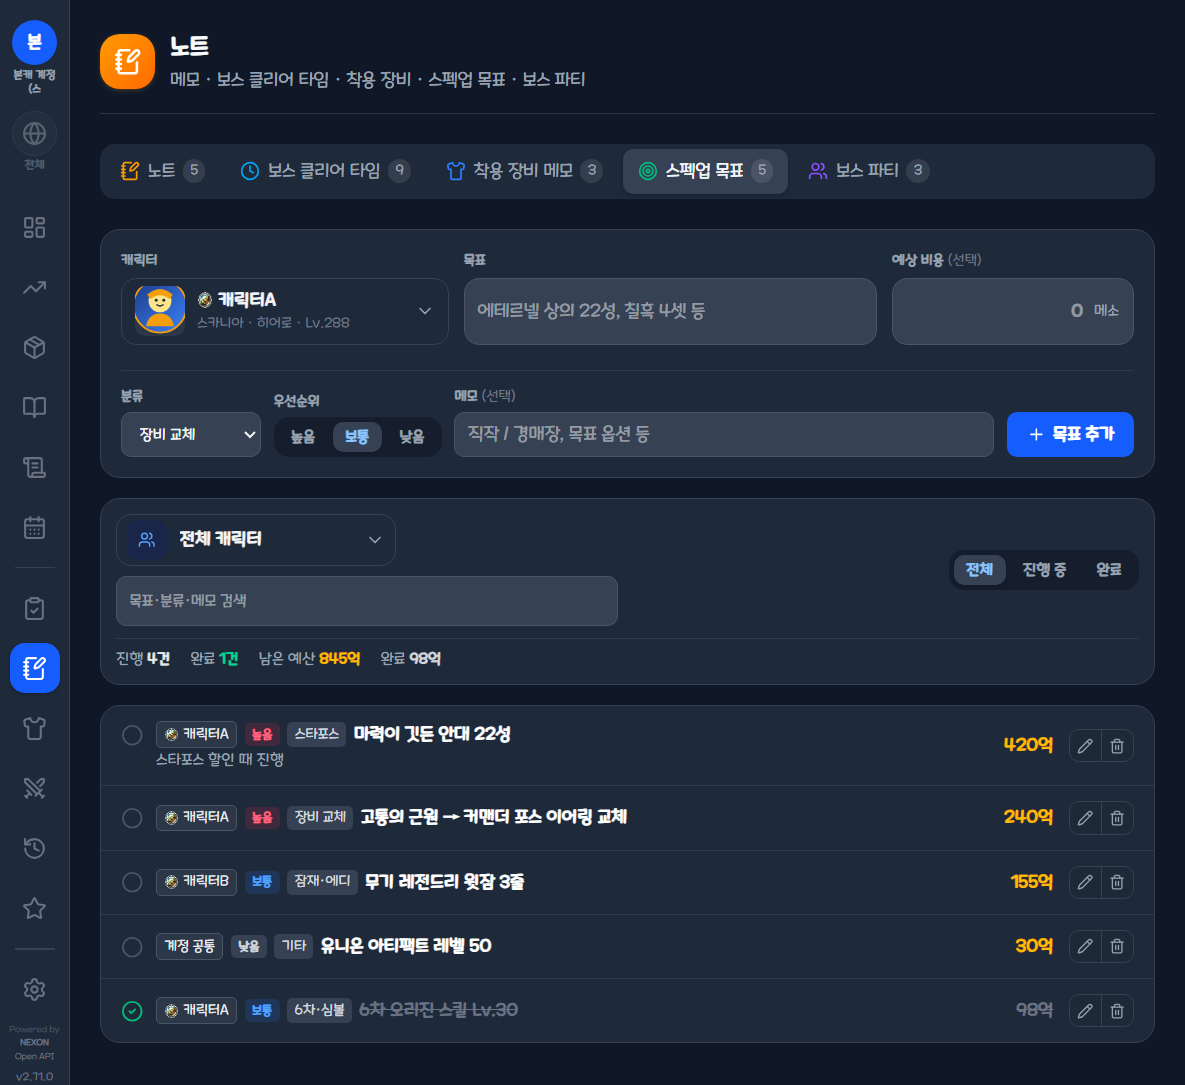 본
본캐 계정
(스
전체
Powered by
NEXON
Open API
v2.71.0
노트
메모 · 보스 클리어 타임 · 착용 장비 · 스펙업 목표 · 보스 파티
노트 5 보스 클리어 타임 9 착용 장비 메모 3 스펙업 목표 5 보스 파티 3
캐릭터 목표 예상 비용 (선택)
캐릭터A
스카니아 · 히어로 · Lv.288
에테르넬 상의 22성, 칠흑 4셋 등
0 메소
분류 우선순위 메모 (선택)
장비 교체 높음 보통 낮음 직작 / 경매장, 목표 옵션 등 + 목표 추가
전체 캐릭터
전체 진행 중 완료
목표·분류·메모 검색
진행 4건 완료 1건 남은 예산 845억 완료 98억
캐릭터A 높음 스타포스 마력이 깃든 안대 22성 420억
스타포스 할인 때 진행
캐릭터A 높음 장비 교체 고통의 근원 → 커맨더 포스 이어링 교체 240억
캐릭터B 보통 잠재·에디 무기 레전드리 윗잠 3줄 155억
계정 공통 낮음 기타 유니온 아티팩트 레벨 50 30억
캐릭터A 보통 6차·심볼 6차 오리진 스킬 Lv.30 98억